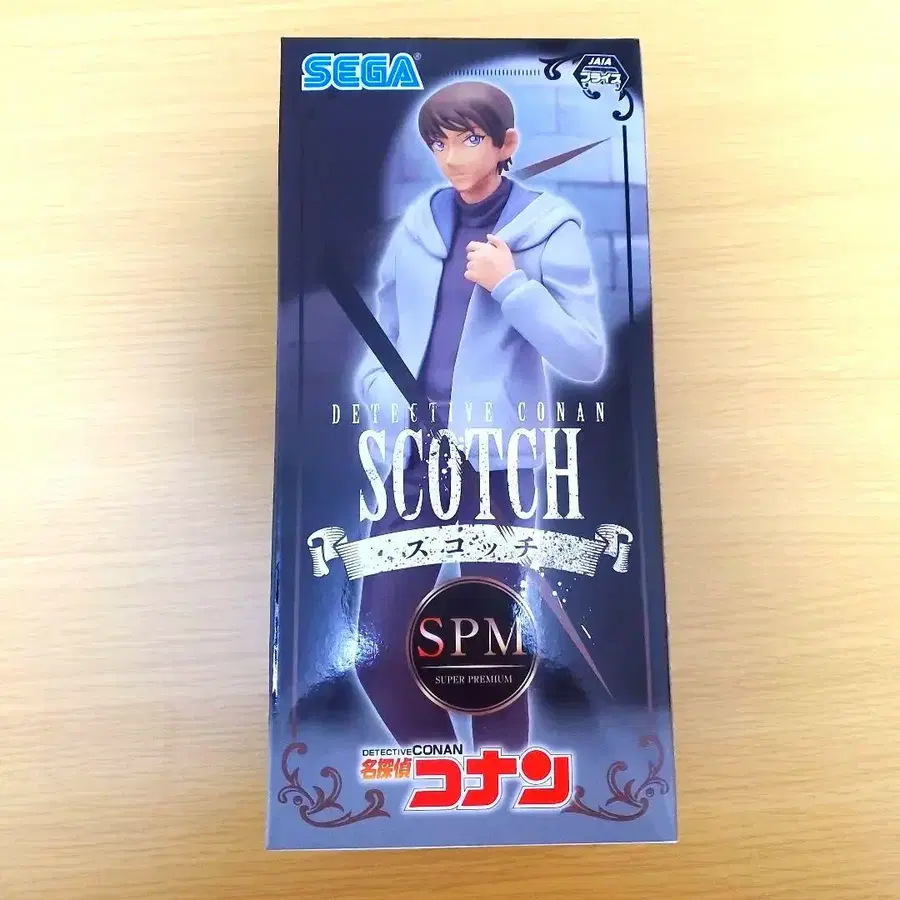 SEGA®
JAIA
プライズ
DETECTIVE CONAN
SCOTCH
スコッチ
SPM
SUPER PREMIUM
DETECTIVE CONAN
名探偵コナン